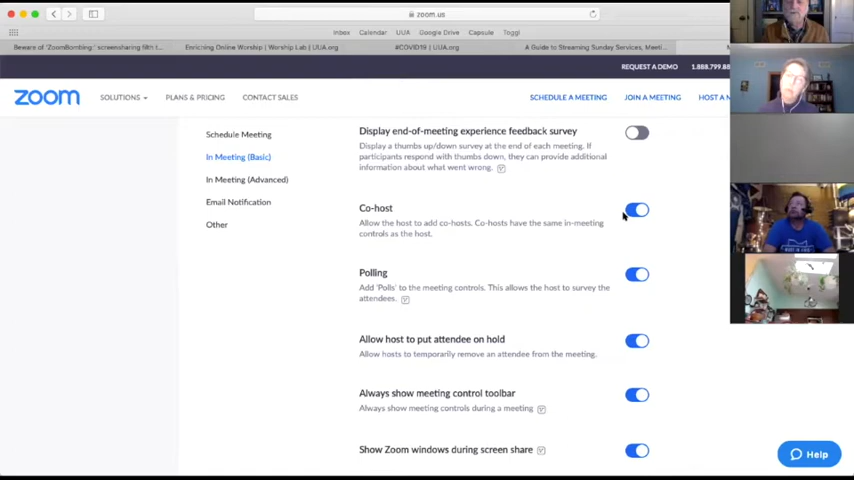 zoom.us
Inbox Calendar UUA Google Drive Capsule Toggl
Beware of 'ZoomBombing:' screensharing filth t... Enriching Online Worship | Worship Lab | UUA.org #COVID19 | UUA.org A Guide to Streaming Sunday Services, Meeti...
REQUEST A DEMO 1.888.799.
zoom SOLUTIONS PLANS & PRICING CONTACT SALES SCHEDULE A MEETING JOIN A MEETING HOST A
Schedule Meeting
In Meeting (Basic)
In Meeting (Advanced)
Email Notification
Other
Display end-of-meeting experience feedback survey
Display a thumbs up/down survey at the end of each meeting. If
participants respond with thumbs down, they can provide additional
information about what went wrong.
Co-host
Allow the host to add co-hosts. Co-hosts have the same in-meeting
controls as the host.
Polling
Add 'Polls' to the meeting controls. This allows the host to survey the
attendees.
Allow host to put attendee on hold
Allow hosts to temporarily remove an attendee from the meeting.
Always show meeting control toolbar
Always show meeting controls during a meeting
Show Zoom windows during screen share
Help